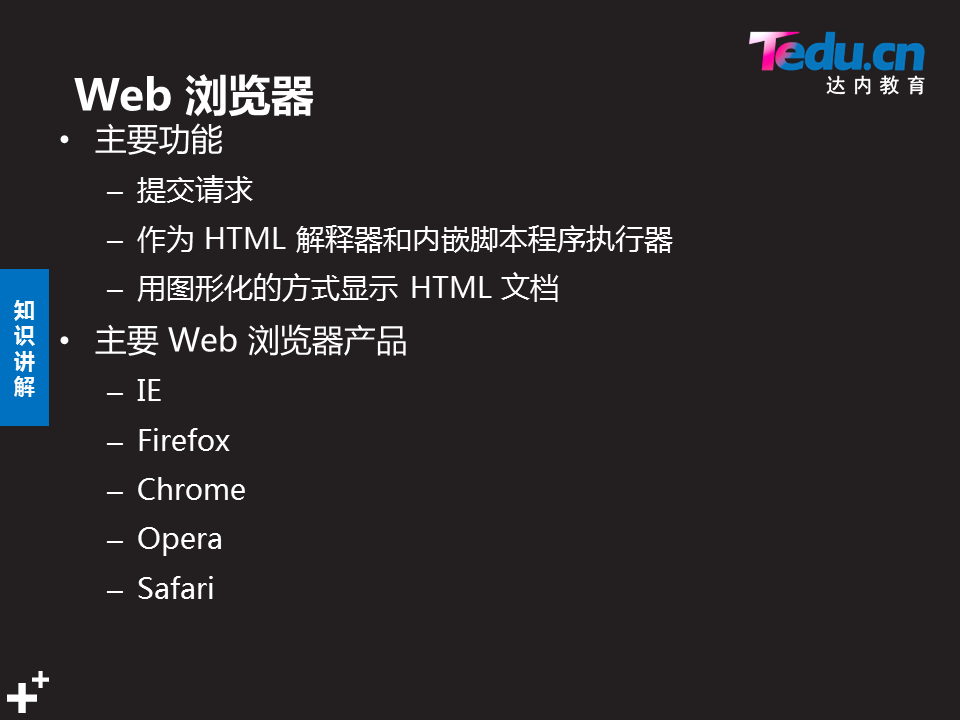 Tedu.cn
达内教育
Web 浏览器
• 主要功能
– 提交请求
– 作为 HTML 解释器和内嵌脚本程序执行器
– 用图形化的方式显示 HTML 文档
知识讲解
• 主要 Web 浏览器产品
– IE
– Firefox
– Chrome
– Opera
– Safari